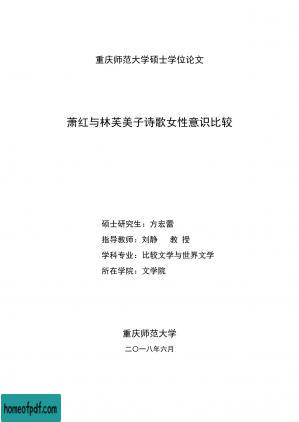 重庆师范大学硕士学位论文
萧红与林芙美子诗歌女性意识比较
硕士研究生：方宏蕾
指导教师：刘静 教 授
学科专业：比较文学与世界文学
所在学院：文学院
重庆师范大学
二〇一八年六月
homeofpdf.com